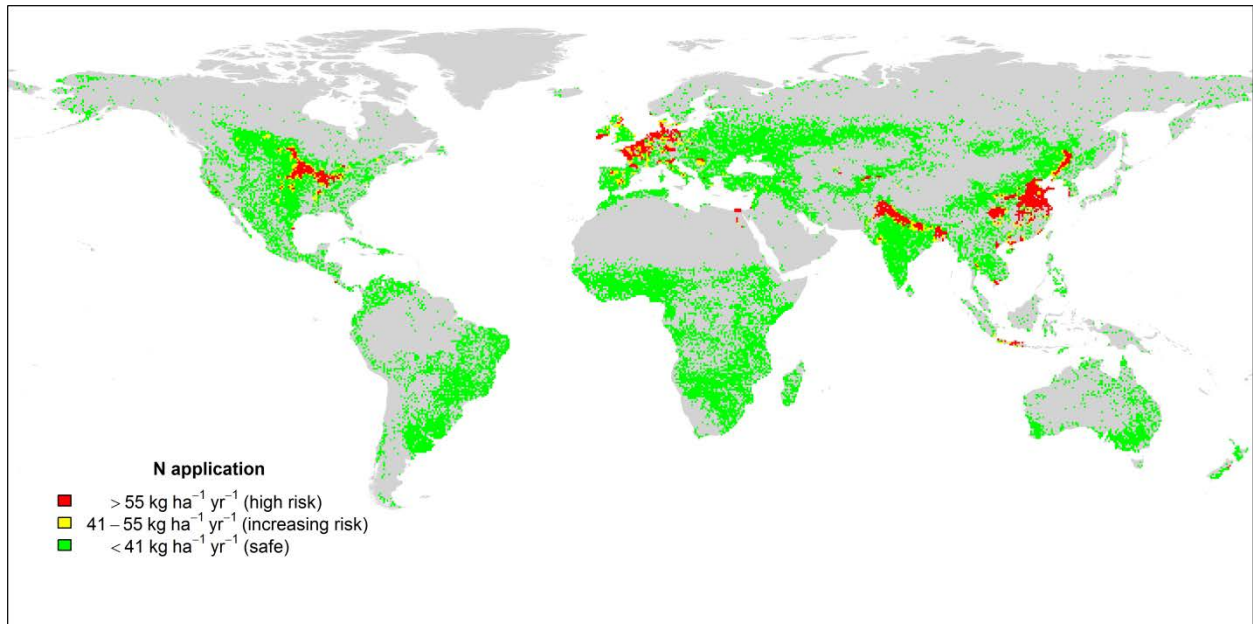 N application
> 55 kg ha⁻¹ yr⁻¹ (high risk)
41 – 55 kg ha⁻¹ yr⁻¹ (increasing risk)
< 41 kg ha⁻¹ yr⁻¹ (safe)